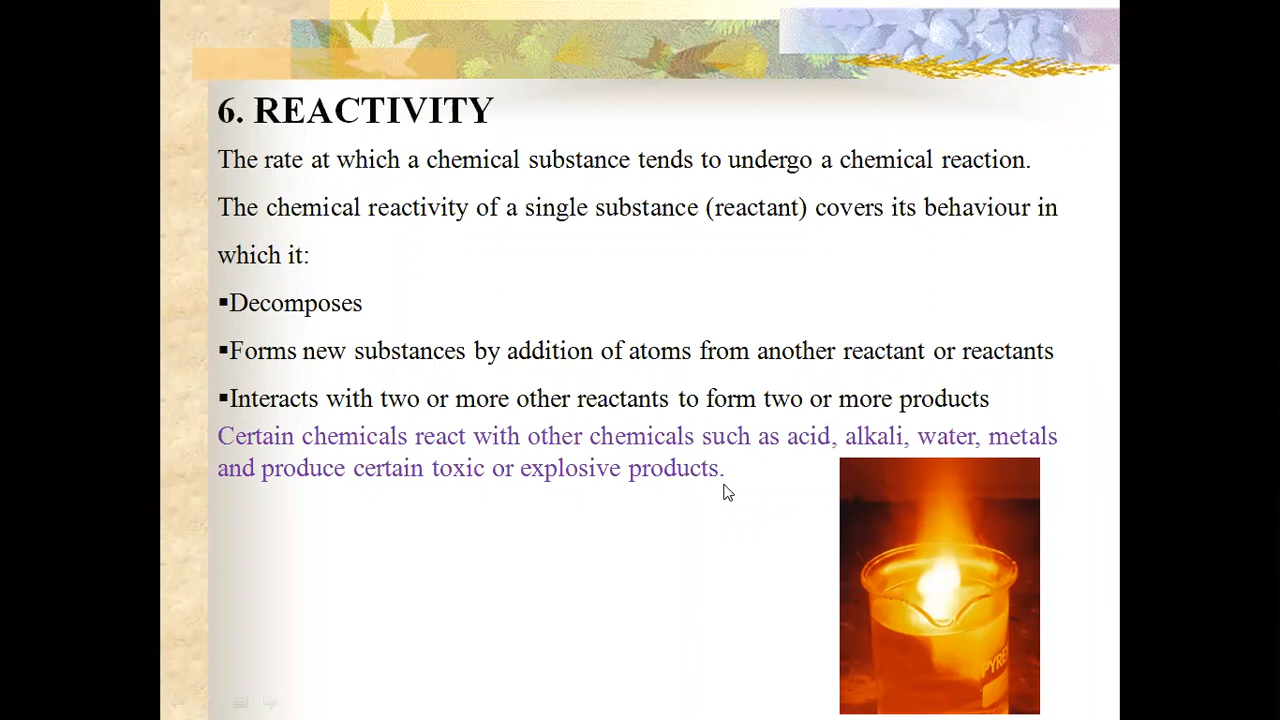 6. REACTIVITY
The rate at which a chemical substance tends to undergo a chemical reaction.
The chemical reactivity of a single substance (reactant) covers its behaviour in
which it:
▪Decomposes
▪Forms new substances by addition of atoms from another reactant or reactants
▪Interacts with two or more other reactants to form two or more products
Certain chemicals react with other chemicals such as acid, alkali, water, metals
and produce certain toxic or explosive products.